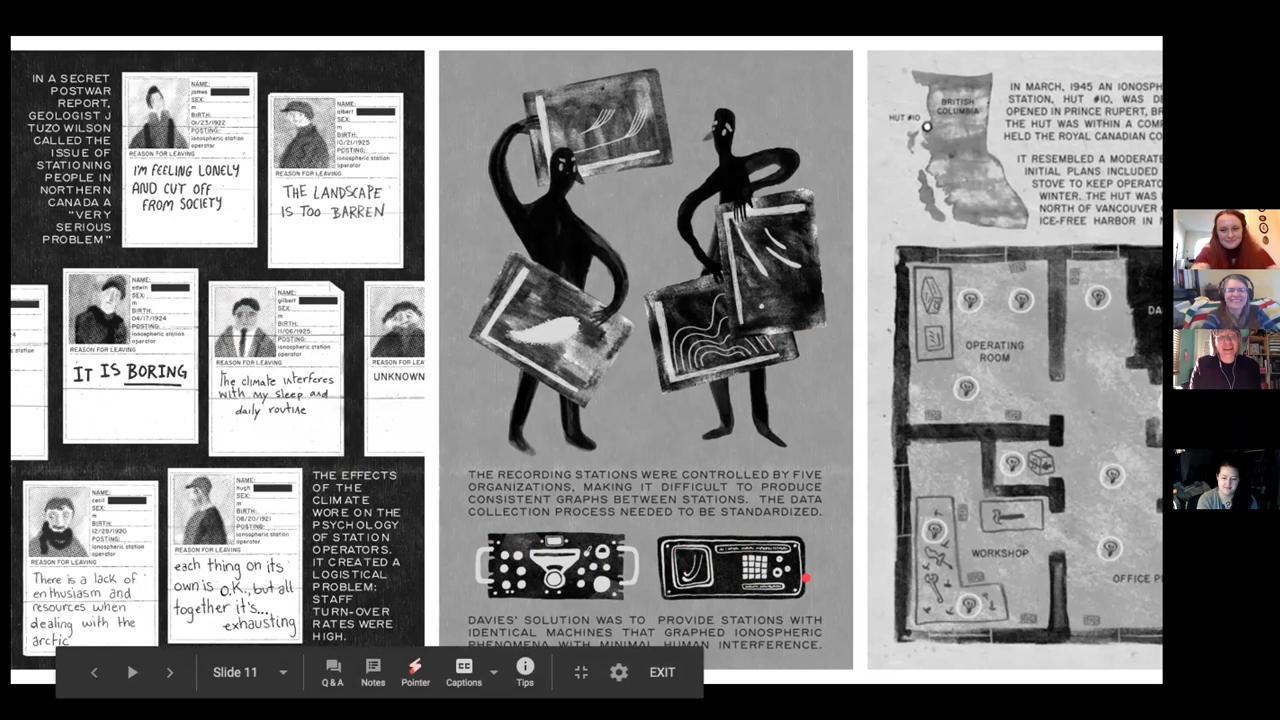 IN A SECRET
POSTWAR
REPORT,
GEOLOGIST J
TUZO WILSON
CALLED THE
ISSUE OF
STATIONING
PEOPLE IN
NORTHERN
CANADA A
"VERY
SERIOUS
PROBLEM"
NAME:
james
SEX:
m
BIRTH:
01/23/1922
POSTING:
ionospheric station
operator
REASON FOR LEAVING
I'M FEELING LONELY
AND CUT OFF
FROM SOCIETY
NAME:
albert
SEX:
m
BIRTH:
10/21/1925
POSTING:
ionospheric station
operator
REASON FOR LEAVING
THE LANDSCAPE
IS TOO BARREN
station
NAME:
edwin
SEX:
m
BIRTH:
04/17/1924
POSTING:
ionospheric station
operator
REASON FOR LEAVING
IT IS BORING
NAME:
gilbert
SEX:
m
BIRTH:
11/06/1925
POSTING:
ionospheric station
operator
REASON FOR LEAVING
The climate interferes
with my sleep and
daily routine
REASON FOR LEA
UNKNOWN
NAME:
cecil
SEX:
m
BIRTH:
12/28/1920
POSTING:
ionospheric station
operator
REASON FOR LEAVING
There is a lack of
enthusiasm and
resources when
dealing with the
arctic
NAME:
hugh
SEX:
m
BIRTH:
08/20/1921
POSTING:
ionospheric station
operator
REASON FOR LEAVING
each thing on its
own is O.K., but all
together it's...
exhausting
THE EFFECTS
OF THE
CLIMATE
WORE ON THE
PSYCHOLOGY
OF STATION
OPERATORS.
IT CREATED A
LOGISTICAL
PROBLEM:
STAFF
TURN-OVER
RATES WERE
HIGH.
THE RECORDING STATIONS WERE CONTROLLED BY FIVE
ORGANIZATIONS, MAKING IT DIFFICULT TO PRODUCE
CONSISTENT GRAPHS BETWEEN STATIONS. THE DATA
COLLECTION PROCESS NEEDED TO BE STANDARDIZED.
DAVIES' SOLUTION WAS TO PROVIDE STATIONS WITH
IDENTICAL MACHINES THAT GRAPHED IONOSPHERIC
PHENOMENA WITH MINIMAL HUMAN INTERFERENCE.
BRITISH
COLUMBIA
HUT #10
IN MARCH, 1945 AN IONOSPH
STATION, HUT #10, WAS DE
OPENED IN PRINCE RUPERT, BR
THE HUT WAS WITHIN A COMP
HELD THE ROYAL CANADIAN CO
IT RESEMBLED A MODERATE
INITIAL PLANS INCLUDED
STOVE TO KEEP OPERATO
WINTER. THE HUT WAS
NORTH OF VANCOUVER
ICE-FREE HARBOR IN N
OPERATING
ROOM
DA
WORKSHOP
OFFICE
Slide 11
Q & A
Notes
Pointer
Captions
Tips
EXIT